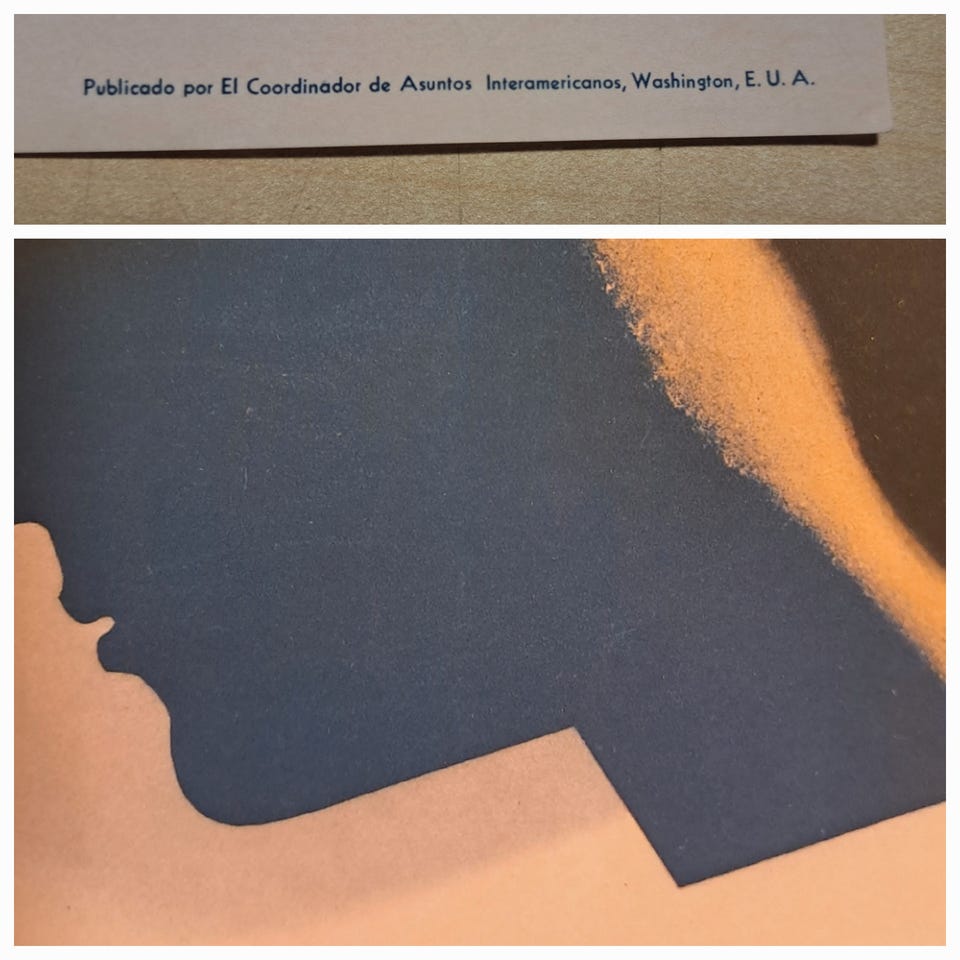 Publicado por El Coordinador de Asuntos Interamericanos, Washington, E. U. A.